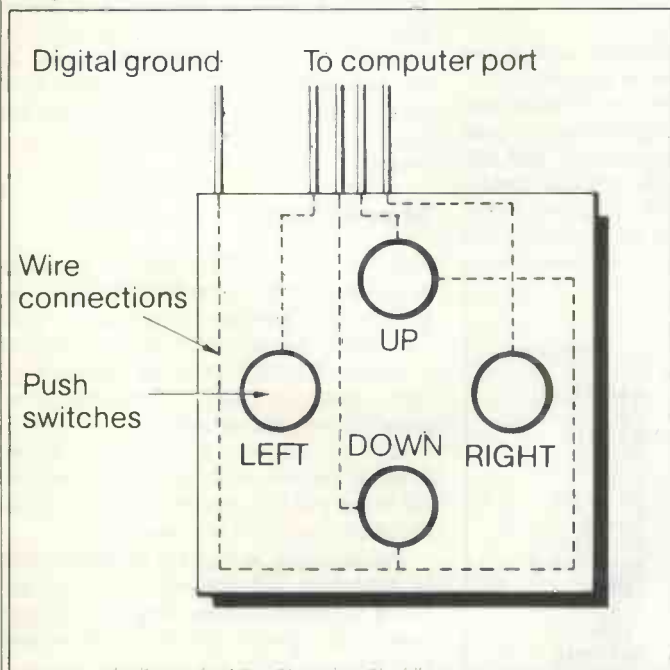 Digital ground
To computer port
Wire
connections
Push
switches
UP
LEFT
DOWN
RIGHT